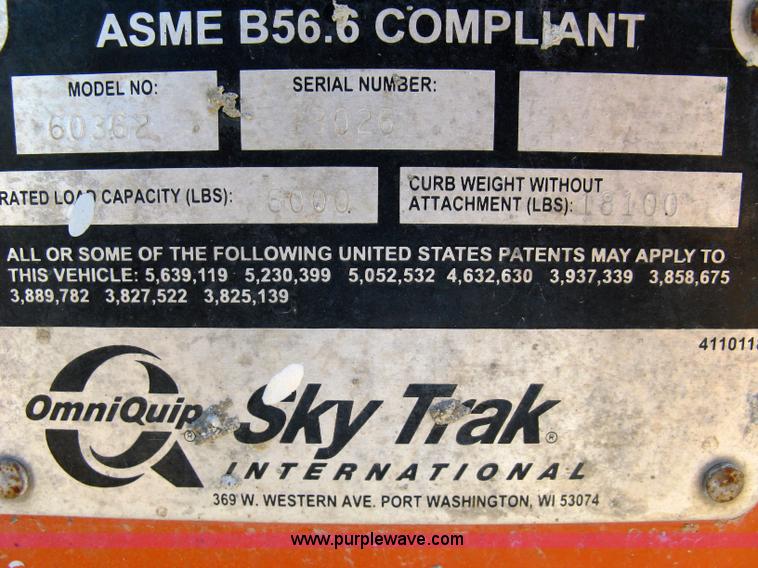 ASME B56.6 COMPLIANT
MODEL NO: SERIAL NUMBER:
60362
RATED LOAD CAPACITY (LBS): 6000
CURB WEIGHT WITHOUT
ATTACHMENT (LBS): 18100
ALL OR SOME OF THE FOLLOWING UNITED STATES PATENTS MAY APPLY TO
THIS VEHICLE: 5,639,119 5,230,399 5,052,532 4,632,630 3,937,339 3,858,675
3,889,782 3,827,522 3,825,139
411011
OmniQuip® Sky Trak®
INTERNATIONAL
369 W. WESTERN AVE. PORT WASHINGTON, WI 53074
www.purplewave.com